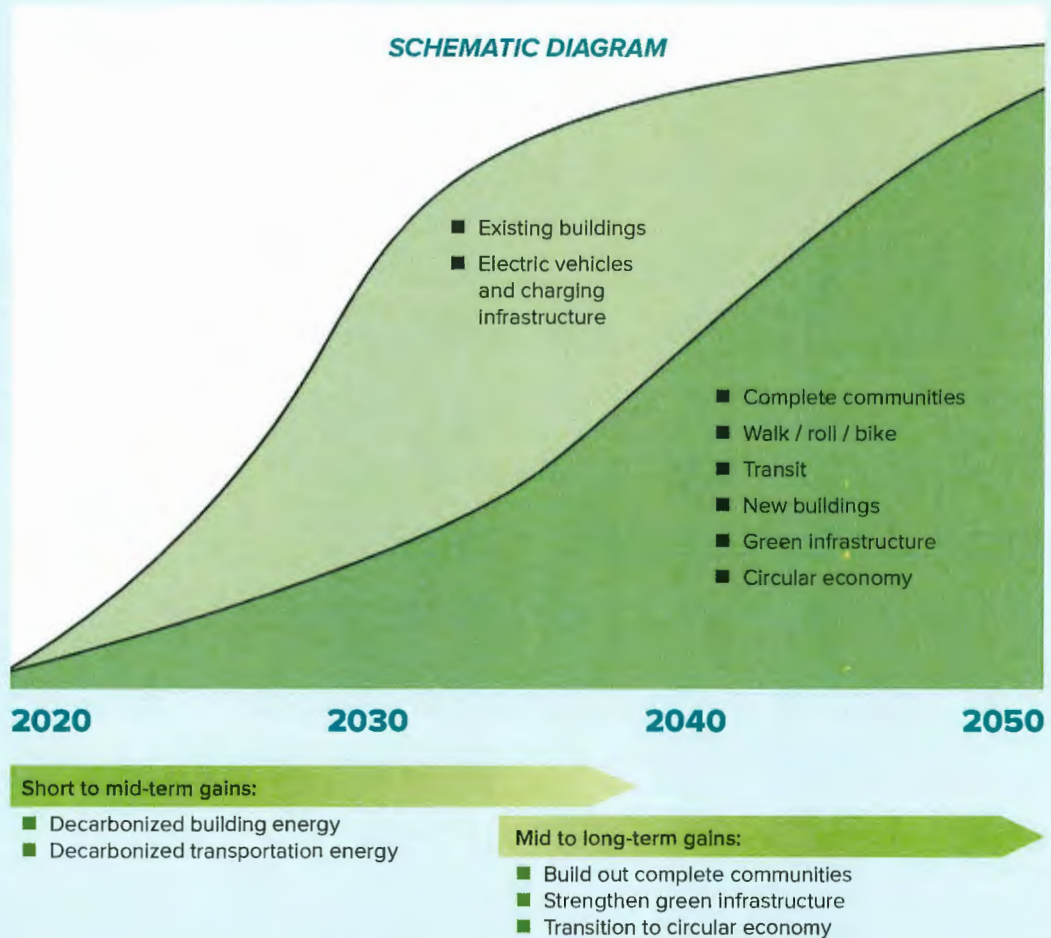 SCHEMATIC DIAGRAM
■ Existing buildings
■ Electric vehicles
and charging
infrastructure
■ Complete communities
■ Walk / roll / bike
■ Transit
■ New buildings
■ Green infrastructure
■ Circular economy
2020 2030 2040 2050
Short to mid-term gains:
■ Decarbonized building energy
■ Decarbonized transportation energy
Mid to long-term gains:
■ Build out complete communities
■ Strengthen green infrastructure
■ Transition to circular economy